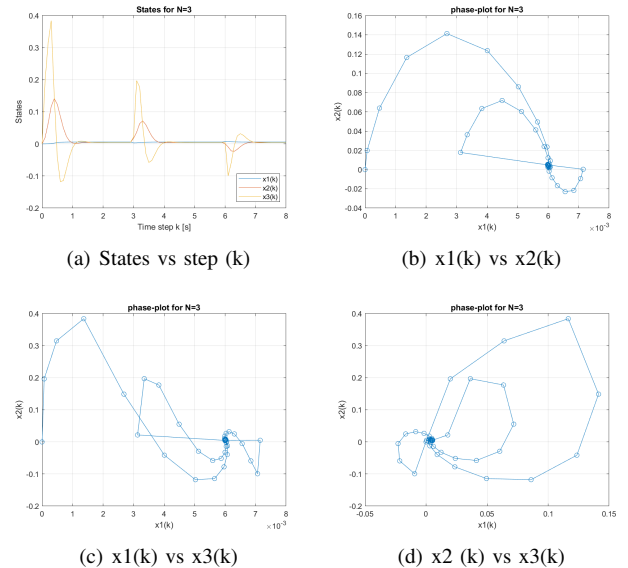 States for N=3
0.4
0.3
0.2
0.1
0
-0.1
-0.2
States
x1(k)
x2(k)
x3(k)
0 1 2 3 4 5 6 7 8
Time step k [s]
(a) States vs step (k)
phase-plot for N=3
0.16
0.14
0.12
0.1
0.08
0.06
0.04
0.02
0
-0.02
-0.04
x2(k)
0 1 2 3 4 5 6 7 8
x1(k)
×10⁻³
(b) x1(k) vs x2(k)
phase-plot for N=3
0.4
0.3
0.2
0.1
0
-0.1
-0.2
x2(k)
0 1 2 3 4 5 6 7 8
x1(k)
×10⁻³
(c) x1(k) vs x3(k)
phase-plot for N=3
0.4
0.3
0.2
0.1
0
-0.1
-0.2
x2(k)
-0.05 0 0.05 0.1 0.15
x1(k)
(d) x2 (k) vs x3(k)